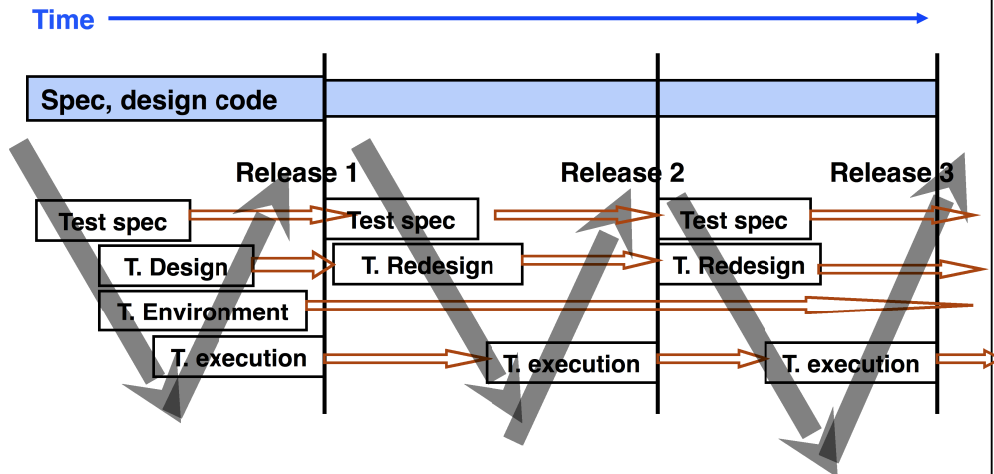 Time
Spec, design code
Release 1
Release 2
Release 3
Test spec
Test spec
Test spec
T. Design
T. Redesign
T. Redesign
T. Environment
T. execution
T. execution
T. execution